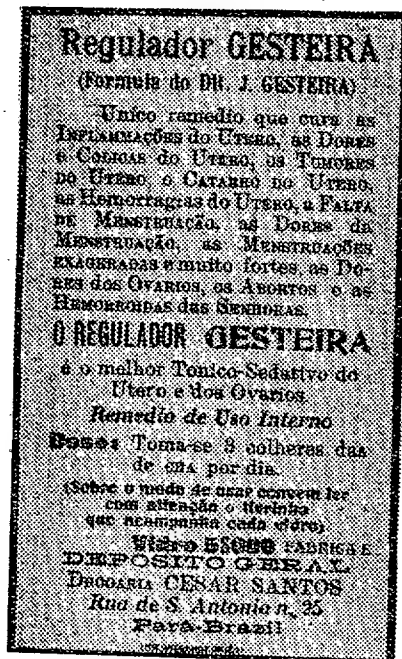 Regulador GESTEIRA
(Formula do DR. J. GESTEIRA)
Unico remedio que cura as
INFLAMMAÇÕES do UTERO, as DORES
e COLICAS do UTERO, os TUMORES
DO UTERO, o CATARRO DO UTERO,
as Hemorragias do UTERO, a FALTA
DE MENSTRUAÇÃO, as DORES da
MENSTRUAÇÃO, as MENSTRUAÇÕES
EXAGERADAS e muito fortes, as DO-
RES dos OVARIOS, os ABORTOS e as
HEMORROIDAS das SENHORAS.
O REGULADOR GESTEIRA
é o melhor Tonico-Sedativo do
Utero e dos Ovarios
Remedio de Uso Interno
Dose: Toma-se 3 colheres das
de cha por dia.
(Sobre o modo de usar convem ler
com attenção o livrinho
que acompanha cada vidro)
Vidro 5$000 FABRICA E
DEPOSITO GERAL
DROGARIA CESAR SANTOS
Rua de S. Antonio n. 25
Pará-Brazil